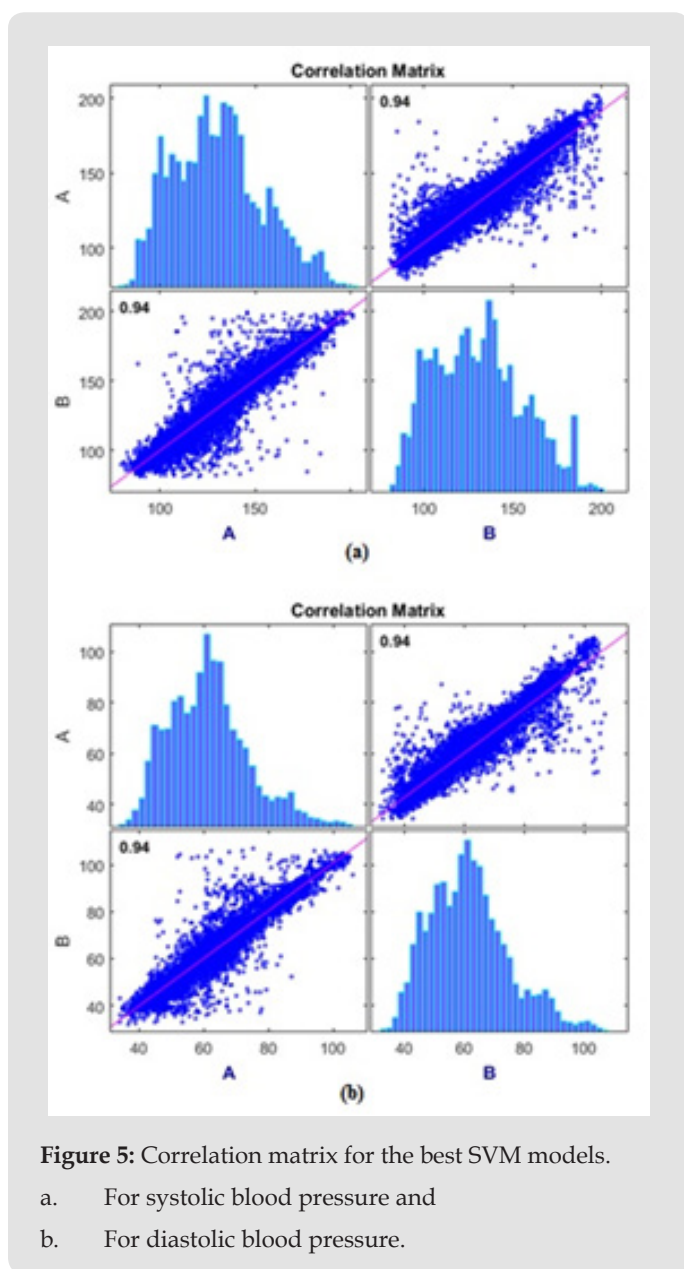 Correlation Matrix
200
150
100
A
0.94
0.94
200
150
100
B
100 150
100 150 200
A B
(a)
Correlation Matrix
100
80
60
40
A
0.94
0.94
100
80
60
40
B
40 60 80 100
40 60 80 100
A B
(b)
Figure 5: Correlation matrix for the best SVM models.
a. For systolic blood pressure and
b. For diastolic blood pressure.